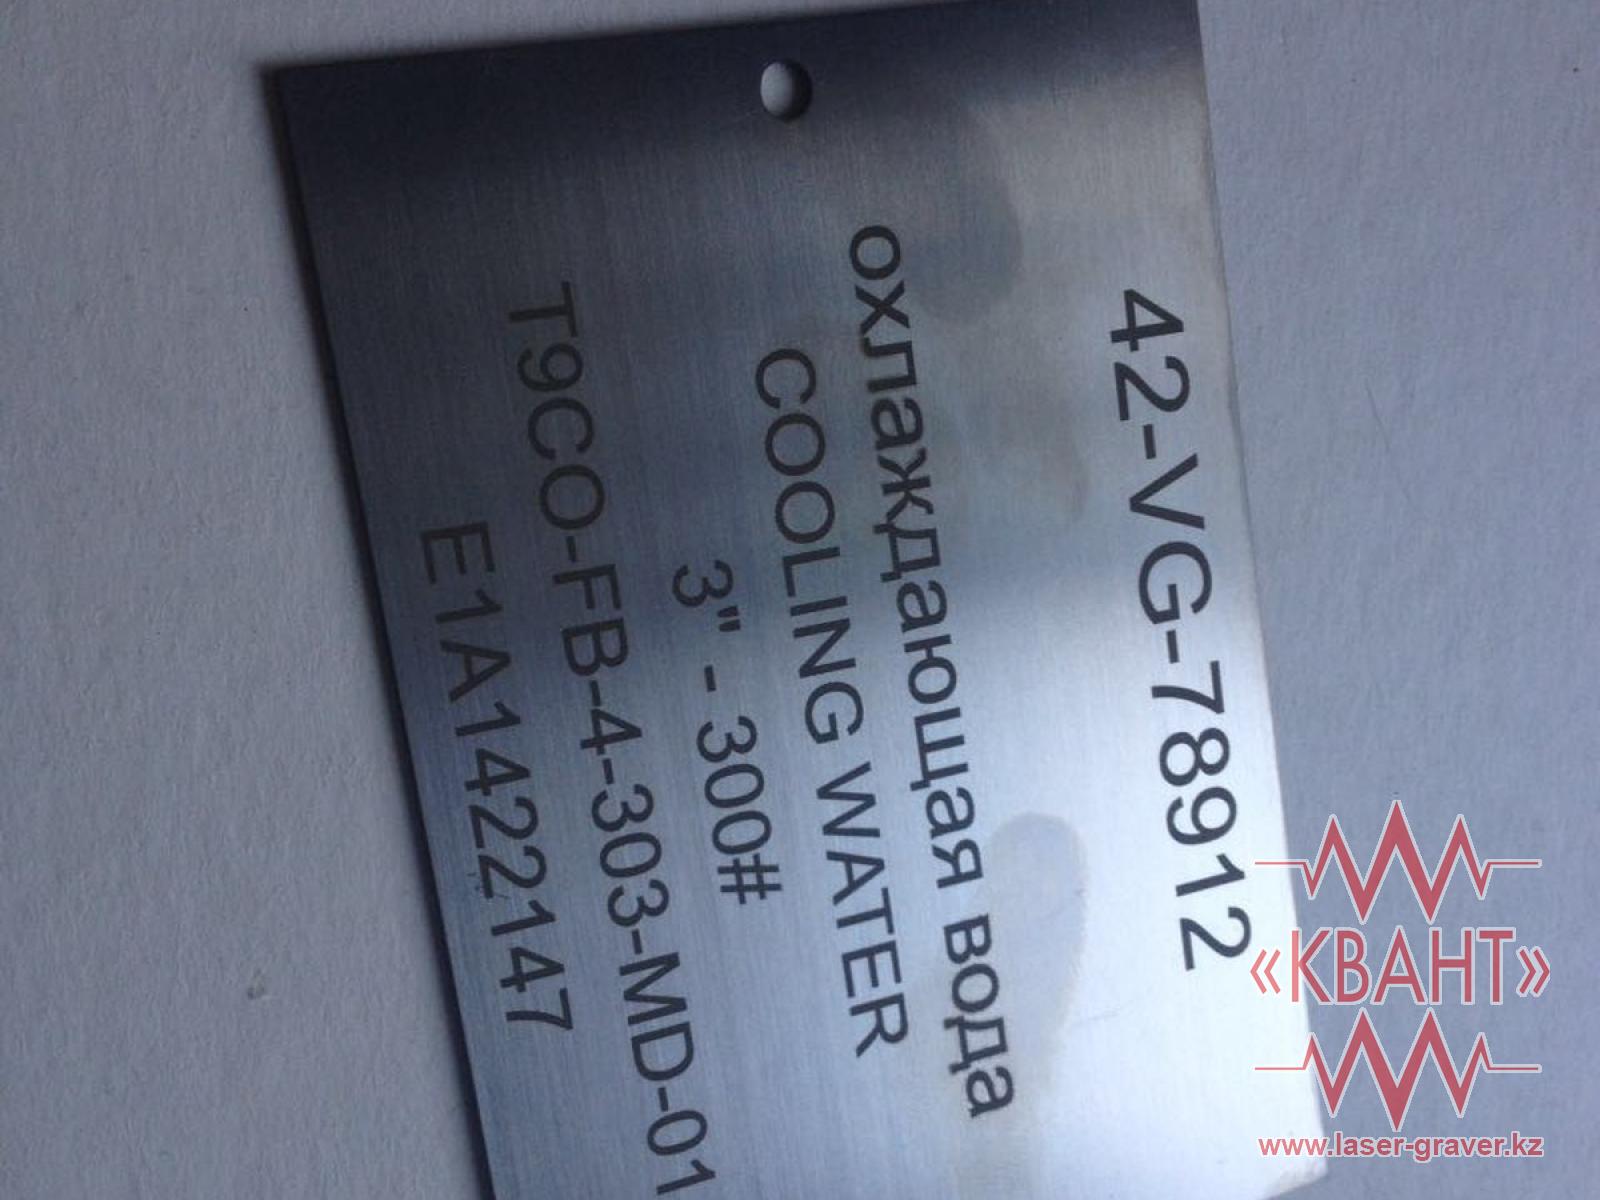 42-VG-78912
охлаждающая вода
COOLING WATER
3" - 300#
T9CO-FB-4-303-MD-01
E1A1422147
«КВАНТ»
www.laser-graver.kz